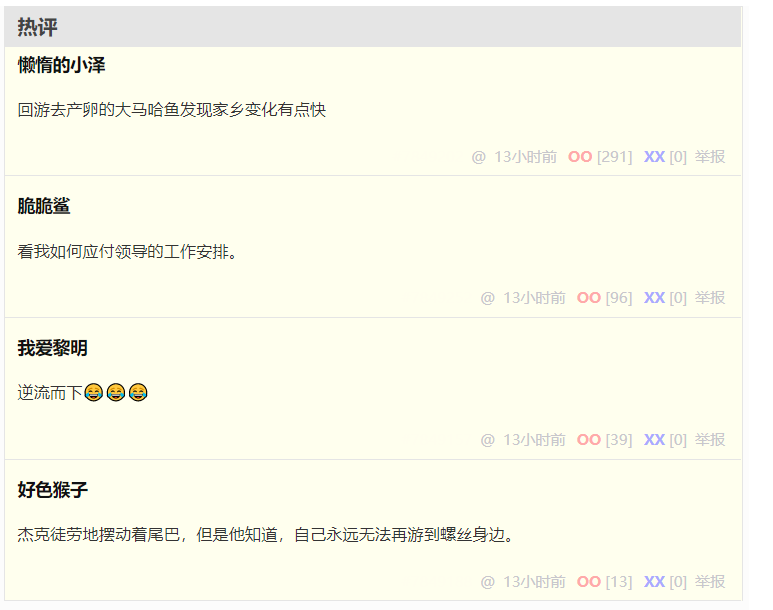 热评
懒惰的小泽
回游去产卵的大马哈鱼发现家乡变化有点快
@ 13小时前 OO [291] XX [0] 举报
脆脆鲨
看我如何应付领导的工作安排。
@ 13小时前 OO [96] XX [0] 举报
我爱黎明
逆流而下😂😂😂
@ 13小时前 OO [39] XX [0] 举报
好色猴子
杰克徒劳地摆动着尾巴，但是他知道，自己永远无法再游到螺丝身边。
@ 13小时前 OO [13] XX [0] 举报